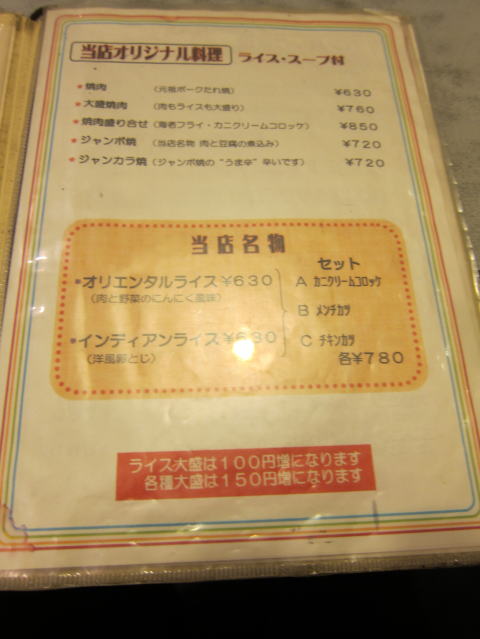 当店オリジナル料理 ライス・スープ付
★焼肉 (元祖ポークたれ焼) ¥630
★大盛焼肉 (肉もライスも大盛り) ¥760
★焼肉盛り合せ (海老フライ・カニクリームコロッケ) ¥850
★ジャンボ焼 (当店名物 肉と豆腐の煮込み) ¥720
★ジャンカラ焼 (ジャンボ焼の"うま辛"辛いです) ¥720
当店名物
セット
オリエンタルライス ¥630
(肉と野菜のにんにく風味)
A カニクリームコロッケ
B メンチカツ
インディアンライス ¥630
(洋風卵とじ)
C チキンカツ
各¥780
ライス大盛は100円増になります
各種大盛は150円増になります